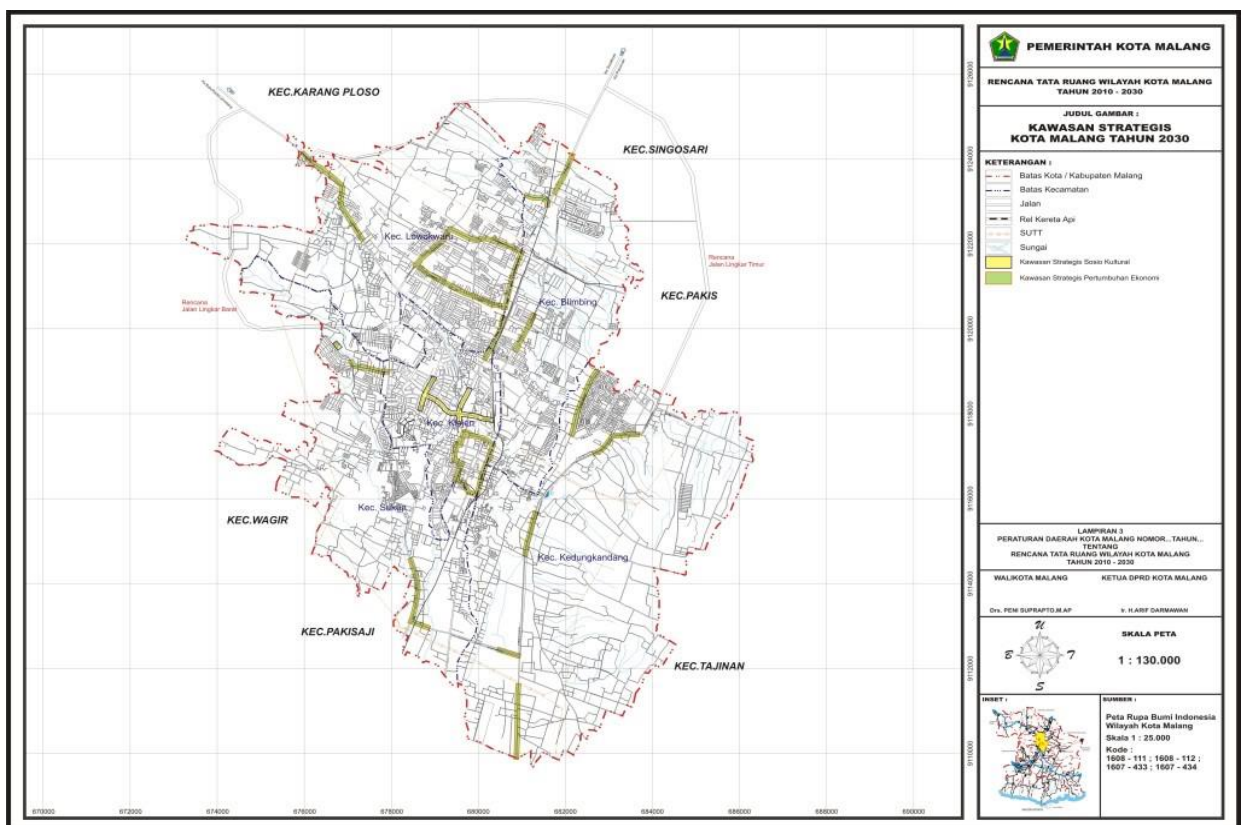 KEC.KARANG PLOSO
KEC.SINGOSARI
Kec. Lowokwaru
Rencana
Jalan Lingkar Timur
KEC.PAKIS
Kec. Blimbing
Rencana
Jalan Lingkar Barat
Kec. Klojen
KEC.WAGIR
Kec. Sukun
Kec. Kedungkandang
KEC.PAKISAJI
KEC.TAJINAN
670000
672000
674000
676000
678000
680000
682000
684000
686000
688000
690000
9126000
9124000
9122000
9120000
9118000
9116000
9114000
9112000
9110000
PEMERINTAH KOTA MALANG
RENCANA TATA RUANG WILAYAH KOTA MALANG
TAHUN 2010 - 2030
JUDUL GAMBAR :
KAWASAN STRATEGIS
KOTA MALANG TAHUN 2030
KETERANGAN :
Batas Kota / Kabupaten Malang
Batas Kecamatan
Jalan
Rel Kereta Api
SUTT
Sungai
Kawasan Strategis Sosio Kultural
Kawasan Strategis Pertumbuhan Ekonomi
LAMPIRAN 3
PERATURAN DAERAH KOTA MALANG NOMOR...TAHUN...
TENTANG
RENCANA TATA RUANG WILAYAH KOTA MALANG
TAHUN 2010 - 2030
WALIKOTA MALANG KETUA DPRD KOTA MALANG
Drs. PENI SUPRAPTO.M.AP Ir. H.ARIF DARMAWAN
U
B T
S
SKALA PETA
1 : 130.000
INSET :
SUMBER :
Peta Rupa Bumi Indonesia
Wilayah Kota Malang
Skala 1 : 25.000
Kode :
1608 - 111 ; 1608 - 112 ;
1607 - 433 ; 1607 - 434